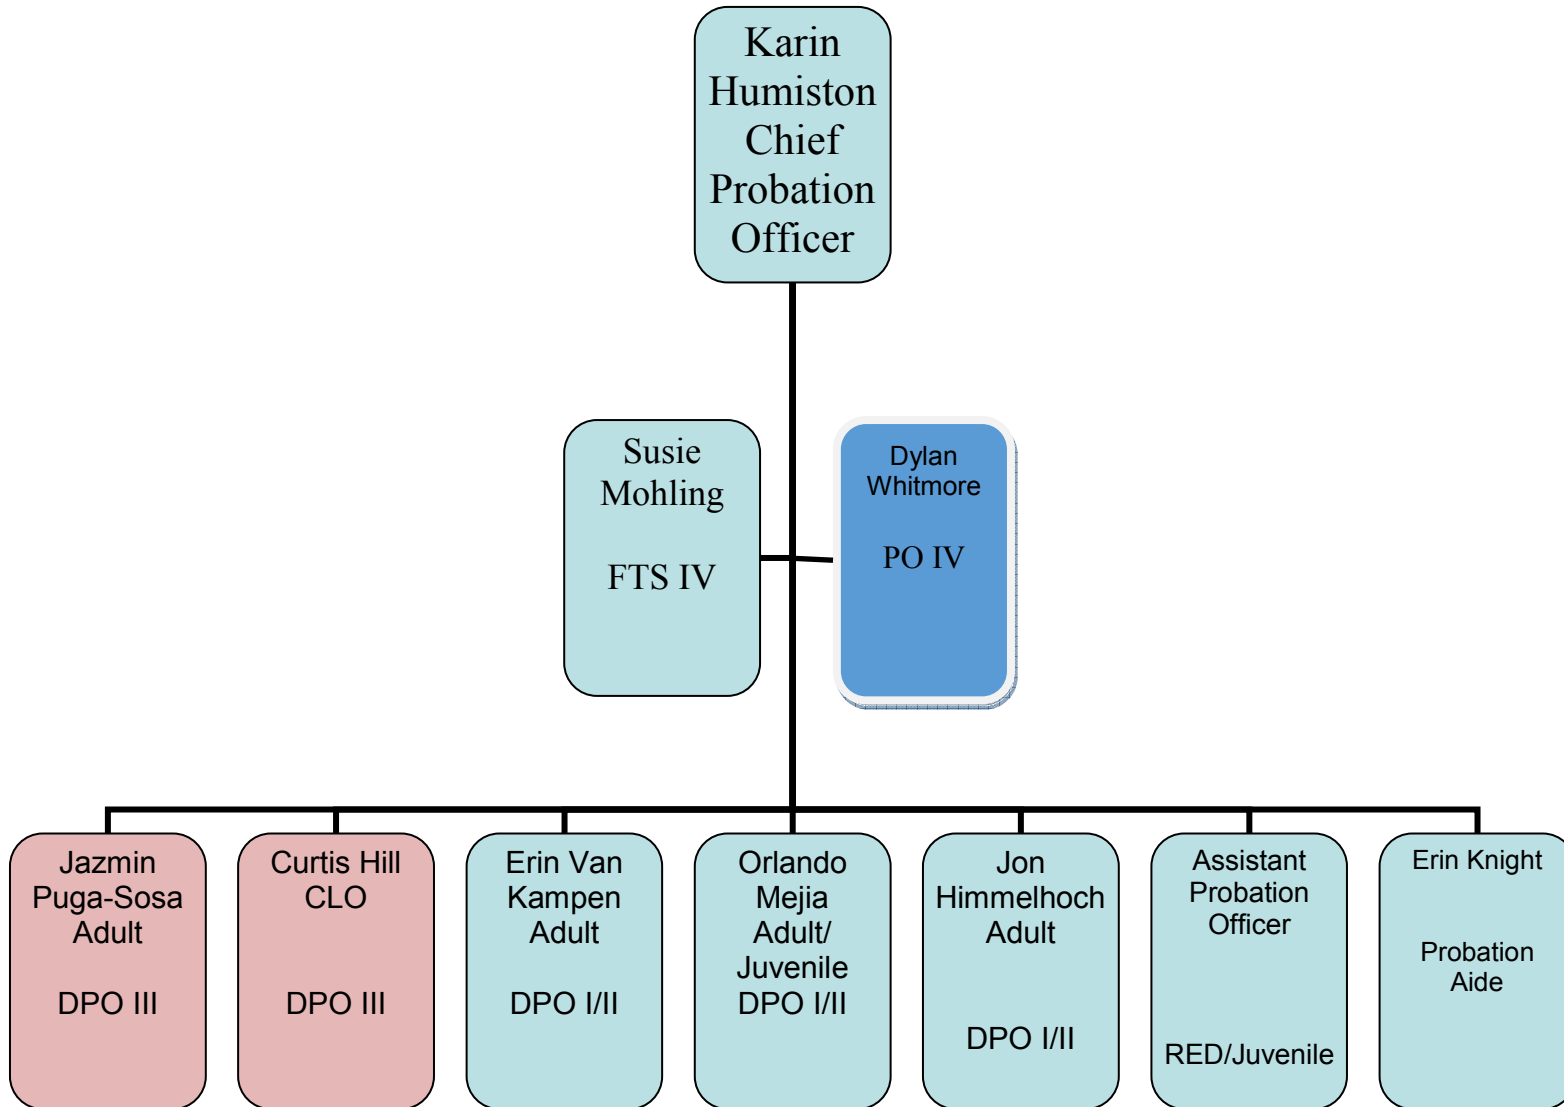 Karin
Humiston
Chief
Probation
Officer
Susie
Mohling
FTS IV
Dylan
Whitmore
PO IV
Jazmin
Puga-Sosa
Adult
DPO III
Curtis Hill
CLO
DPO III
Erin Van
Kampen
Adult
DPO I/II
Orlando
Mejia
Adult/
Juvenile
DPO I/II
Jon
Himmelhoch
Adult
DPO I/II
Assistant
Probation
Officer
RED/Juvenile
Erin Knight
Probation
Aide